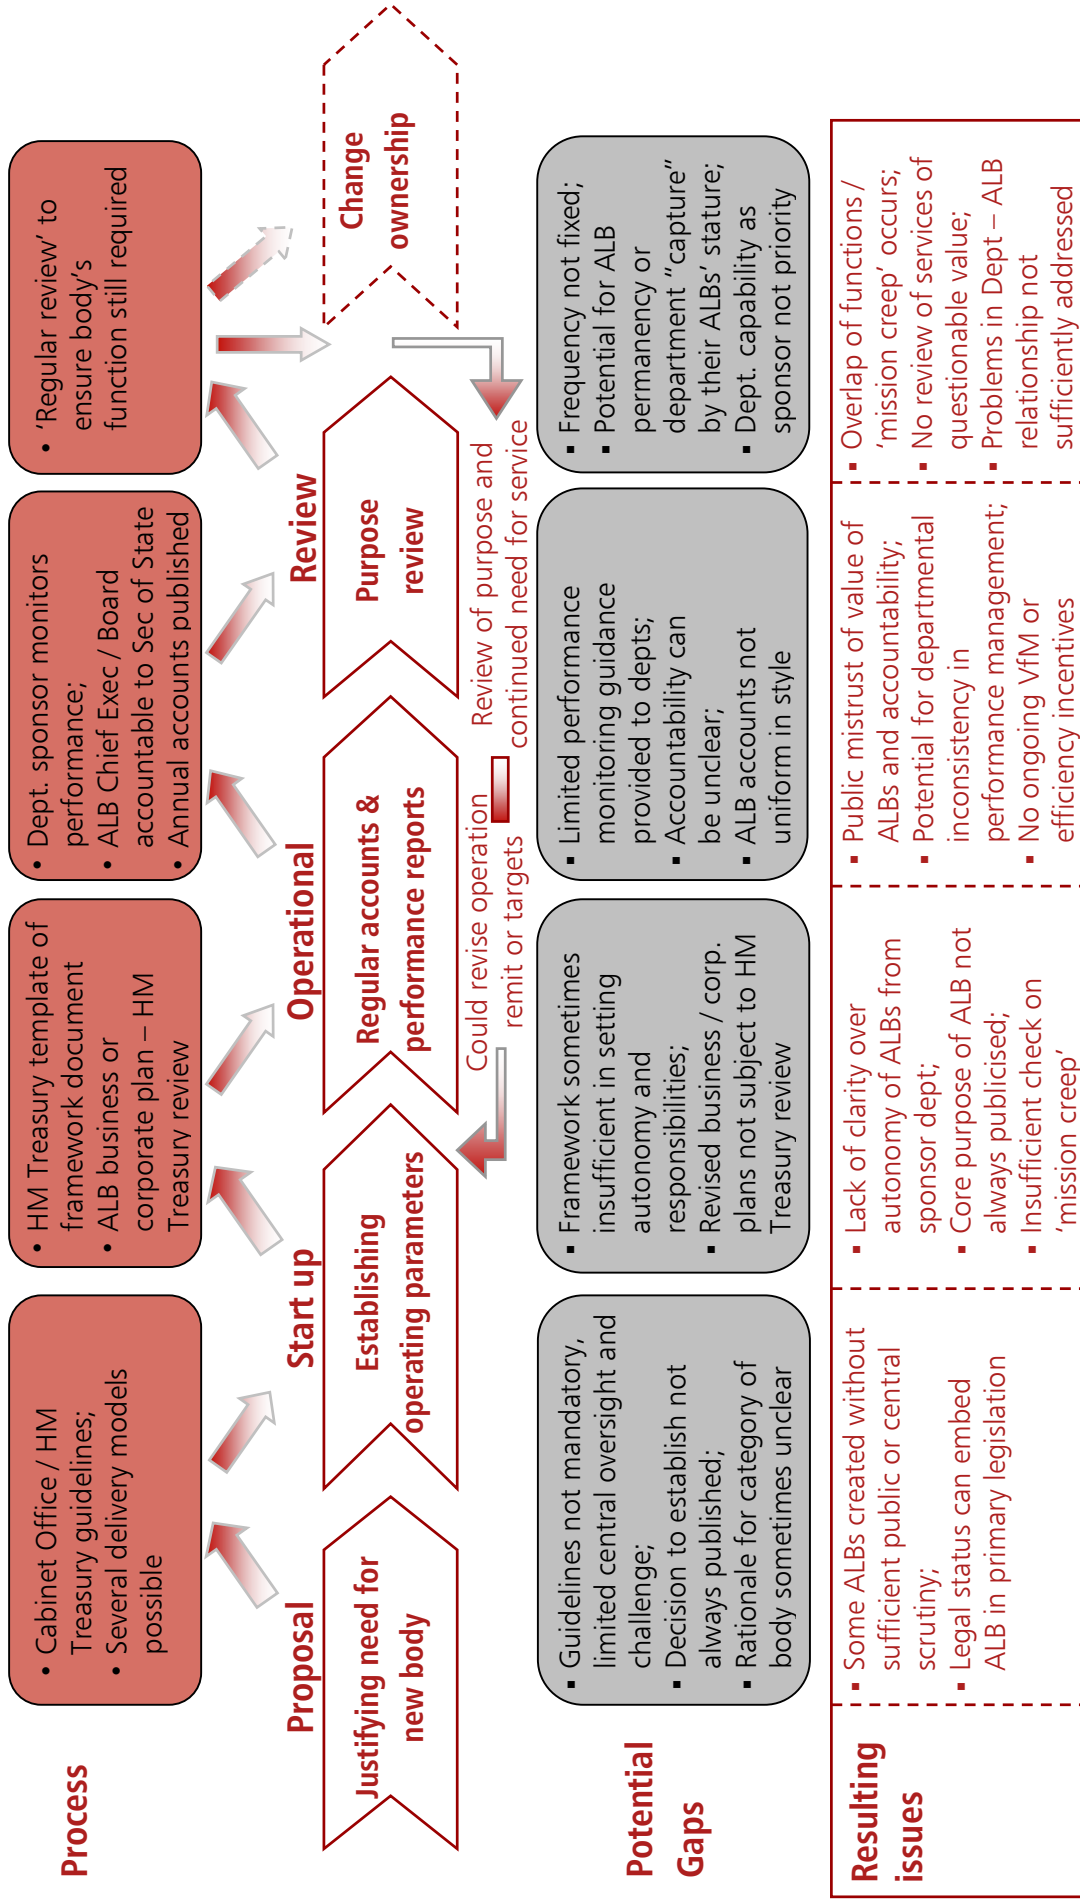 Process
• Cabinet Office / HM
Treasury guidelines;
• Several delivery models
possible
• HM Treasury template of
framework document
• ALB business or
corporate plan – HM
Treasury review
• Dept. sponsor monitors
performance;
• ALB Chief Exec / Board
accountable to Sec of State
• Annual accounts published
• ‘Regular review’ to
ensure body’s
function still required
Proposal
Start up
Operational
Review
Justifying need for
new body
Establishing
operating parameters
Regular accounts &
performance reports
Purpose
review
Change
ownership
Could revise operation
remit or targets
Review of purpose and
continued need for service
Potential
Gaps
▪ Guidelines not mandatory,
limited central oversight and
challenge;
▪ Decision to establish not
always published;
▪ Rationale for category of
body sometimes unclear
▪ Framework sometimes
insufficient in setting
autonomy and
responsibilities;
▪ Revised business / corp.
plans not subject to HM
Treasury review
▪ Limited performance
monitoring guidance
provided to depts;
▪ Accountability can
be unclear;
▪ ALB accounts not
uniform in style
▪ Frequency not fixed;
▪ Potential for ALB
permanency or
department “capture”
by their ALBs’ stature;
▪ Dept. capability as
sponsor not priority
Resulting
issues
▪ Some ALBs created without
sufficient public or central
scrutiny;
▪ Legal status can embed
ALB in primary legislation
▪ Lack of clarity over
autonomy of ALBs from
sponsor dept;
▪ Core purpose of ALB not
always publicised;
▪ Insufficient check on
‘mission creep’
▪ Public mistrust of value of
ALBs and accountability;
▪ Potential for departmental
inconsistency in
performance management;
▪ No ongoing VfM or
efficiency incentives
▪ Overlap of functions /
‘mission creep’ occurs;
▪ No review of services of
questionable value;
▪ Problems in Dept – ALB
relationship not
sufficiently addressed